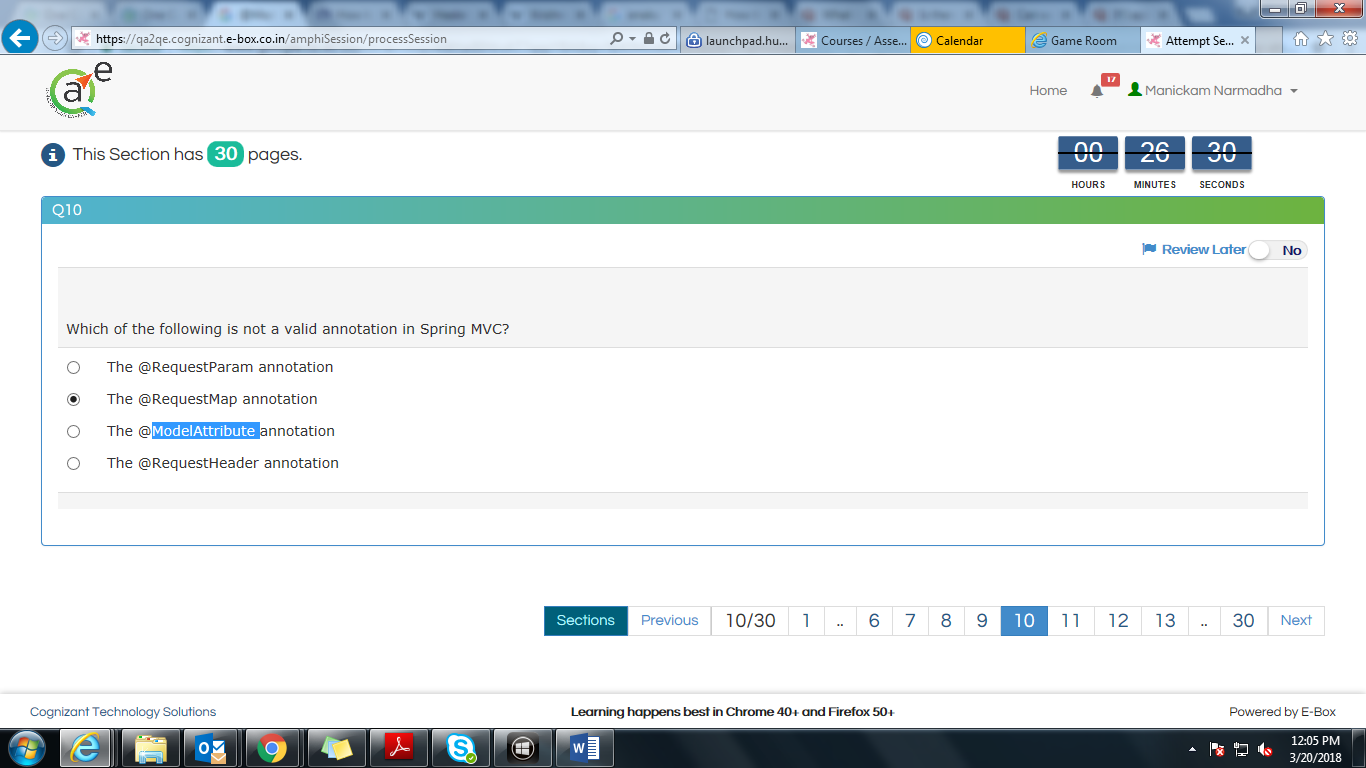 https://qa2qe.cognizant.e-box.co.in/amphiSession/processSession
launchpad.hu...
Courses / Asse...
Calendar
Game Room
Attempt Se...
a e
Home
17
Manickam Narmadha
This Section has 30 pages.
00 26 30
HOURS MINUTES SECONDS
Q10
Review Later No
Which of the following is not a valid annotation in Spring MVC?
The @RequestParam annotation
The @RequestMap annotation
The @ModelAttribute annotation
The @RequestHeader annotation
Sections Previous 10/30 1 .. 6 7 8 9 10 11 12 13 .. 30 Next
Cognizant Technology Solutions
Learning happens best in Chrome 40+ and Firefox 50+
Powered by E-Box
12:05 PM
3/20/2018